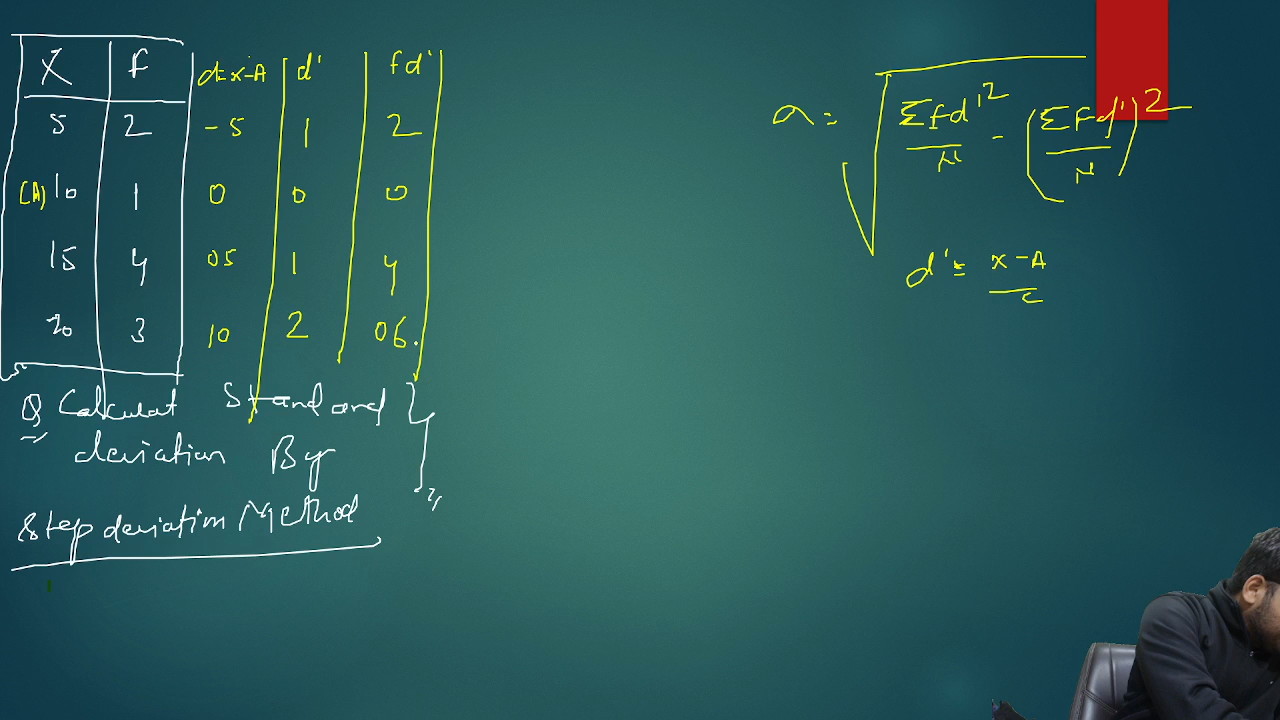 X f d=x-A d' fd'
5 2 -5 1 2
(A) 10 1 0 0 0
15 4 05 1 4
20 3 10 2 06.
Q Calculat Standard
deviation By
Step deviation Method
σ = √ Σfd'2/N - (Σfd'/N)2
d' = x-A/c